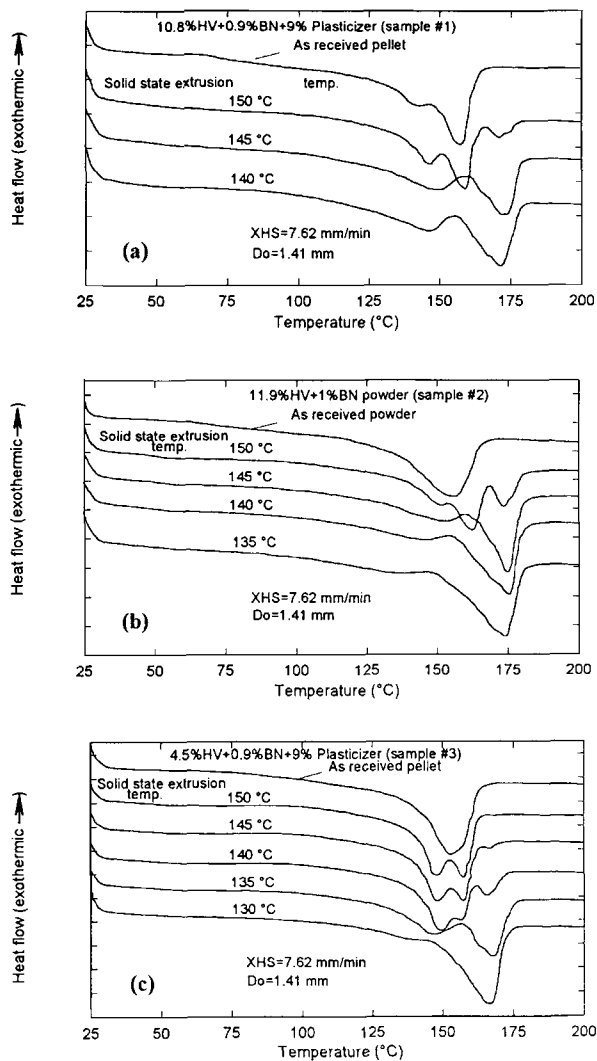 10.8%HV+0.9%BN+9% Plasticizer (sample #1)
As received pellet
Solid state extrusion temp.
150 °C
145 °C
140 °C
XHS=7.62 mm/min
Do=1.41 mm
(a)
Heat flow (exothermic)
25 50 75 100 125 150 175 200
Temperature (°C)
11.9%HV+1%BN powder (sample #2)
As received powder
Solid state extrusion
temp.
150 °C
145 °C
140 °C
135 °C
XHS=7.62 mm/min
Do=1.41 mm
(b)
Heat flow (exothermic)
25 50 75 100 125 150 175 200
Temperature (°C)
4.5%HV+0.9%BN+9% Plasticizer (sample #3)
As received pellet
Solid state extrusion
temp.
150 °C
145 °C
140 °C
135 °C
130 °C
XHS=7.62 mm/min
Do=1.41 mm
(c)
Heat flow (exothermic)
25 50 75 100 125 150 175 200
Temperature (°C)